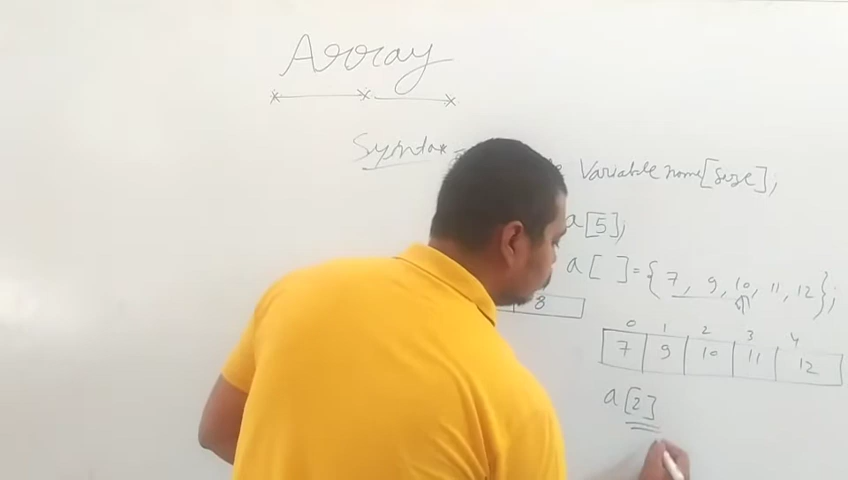 Array
Syntax
Variable name[size];
a[5];
a[ ]={7, 9, 10, 11, 12};
8
0 1 2 3 4
7 9 10 11 12
a[2]